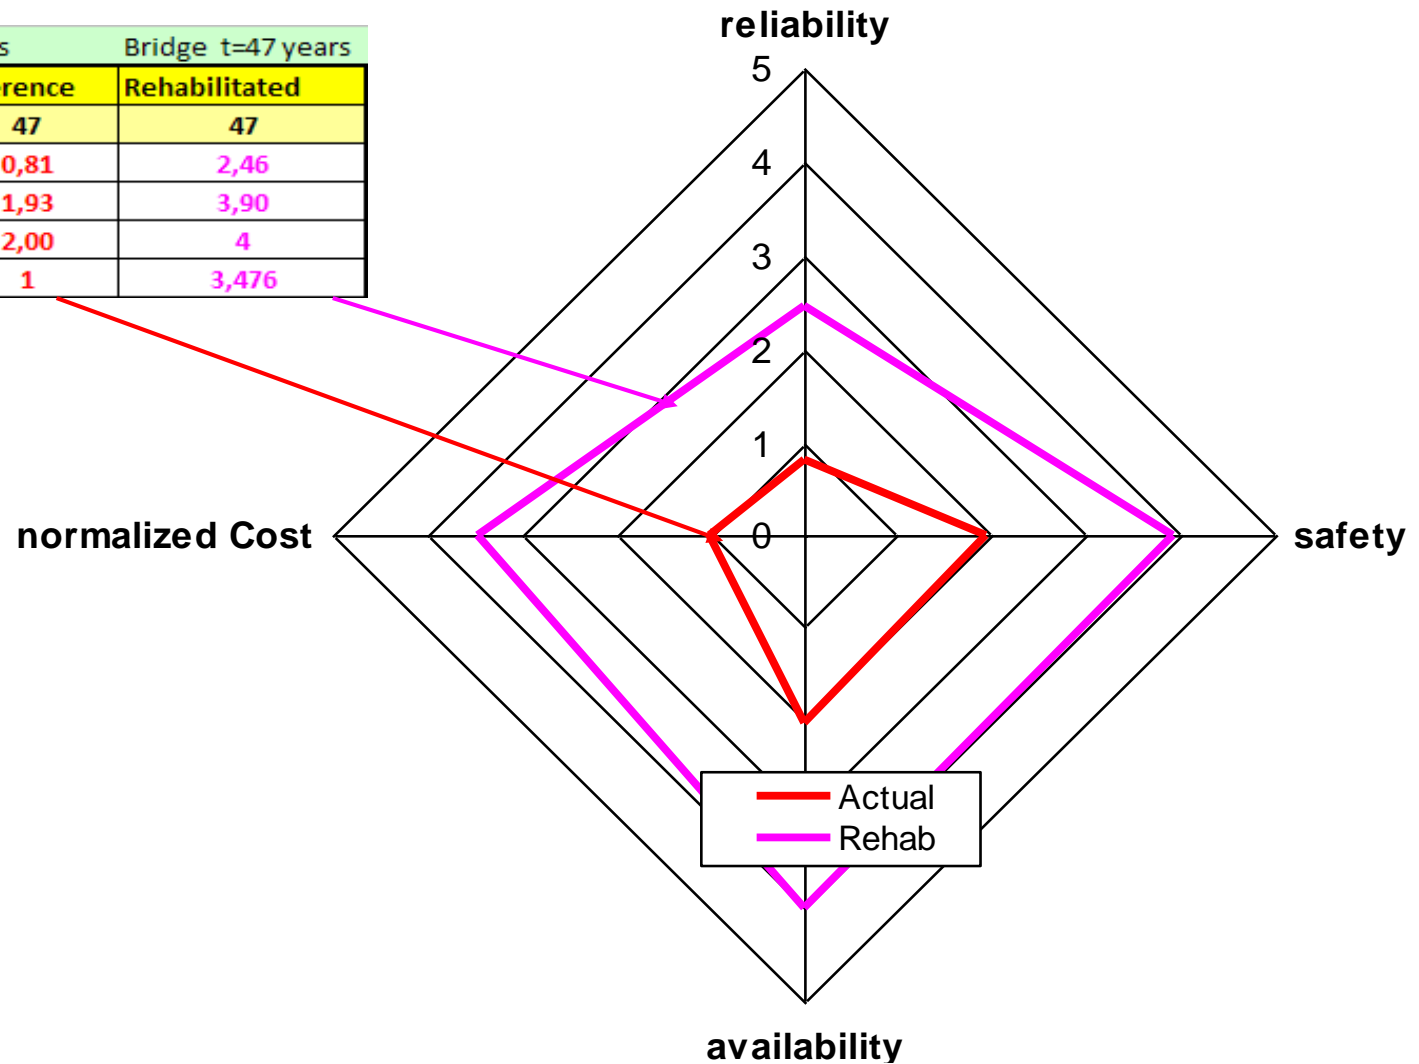 reliability
s Bridge t=47 years
erence Rehabilitated
47 47
0,81 2,46
1,93 3,90
2,00 4
1 3,476
5
4
3
2
1
0
normalized Cost
safety
Actual
Rehab
availability